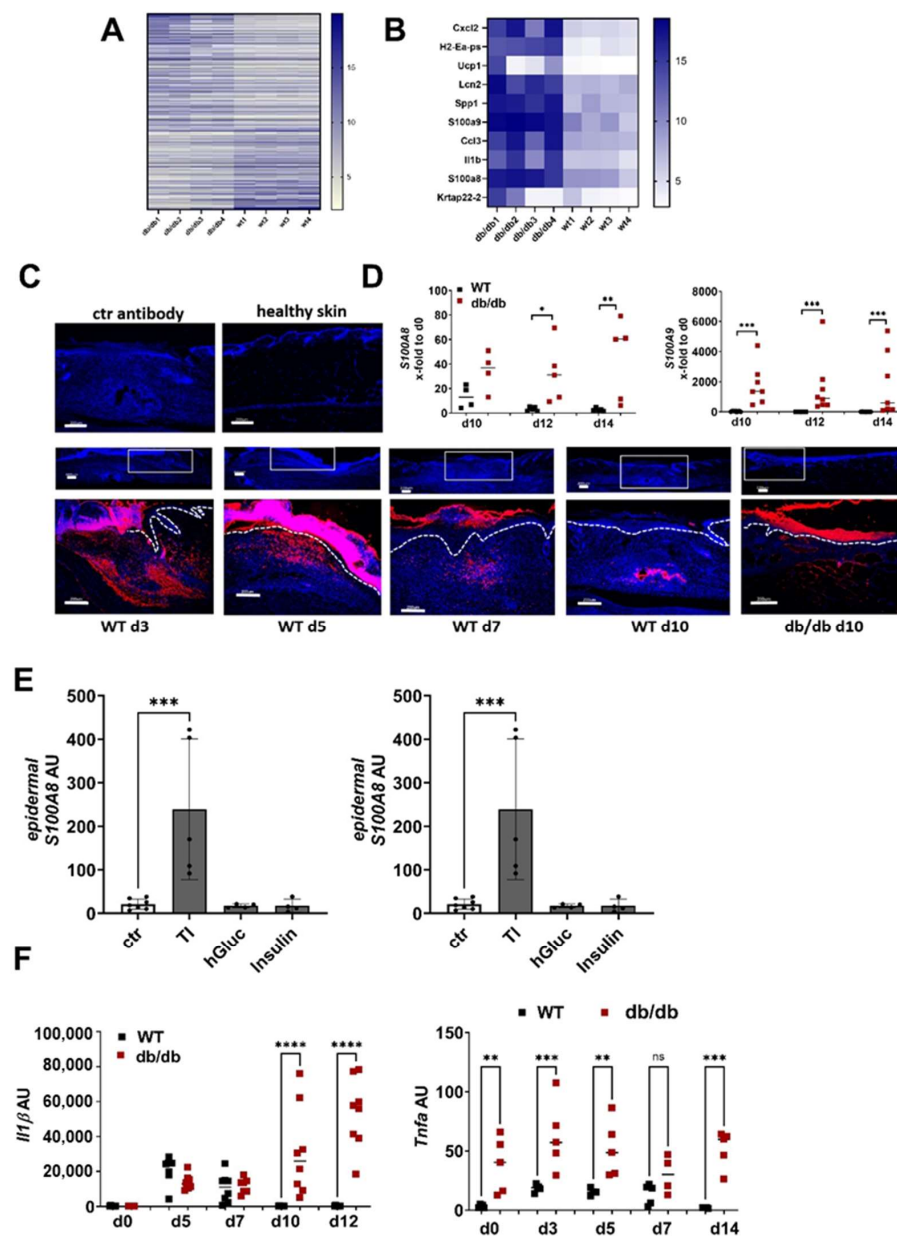 A
15
10
5
db/db1
db/db2
db/db3
db/db4
wt1
wt2
wt3
wt4
B
Cxcl2
H2-Ea-ps
Ucp1
Lcn2
Spp1
S100a9
Ccl3
Il1b
S100a8
Krtap22-2
15
10
5
db/db1
db/db2
db/db3
db/db4
wt1
wt2
wt3
wt4
C
ctr antibody
healthy skin
D
WT
db/db
S100A8
x-fold to d0
100
80
60
40
20
0
*
**
d10
d12
d14
S100A9
x-fold to d0
8000
6000
4000
2000
0
***
***
***
d10
d12
d14
WT d3
WT d5
WT d7
WT d10
db/db d10
E
epidermal
S100A8 AU
500
400
300
200
100
0
***
ctr
TI
hGluc
Insulin
epidermal
S100A8 AU
500
400
300
200
100
0
***
ctr
TI
hGluc
Insulin
F
WT
db/db
Il1β AU
100,000
80,000
60,000
40,000
20,000
0
****
****
d0
d5
d7
d10
d12
WT
db/db
Tnfa AU
150
100
50
0
**
***
**
ns
***
d0
d3
d5
d7
d14